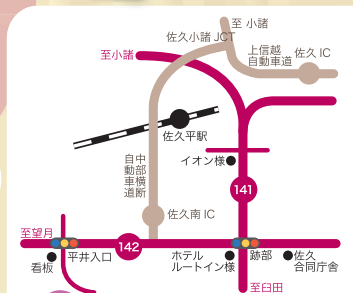 至 小諸
佐久小諸 JCT
至小諸
上信越
自動車道
佐久 IC
佐久平駅
イオン様
中部横断
自動車道
141
佐久南 IC
至望月
142
看板
平井入口
ホテル
ルートイン様
跡部
佐久
合同庁舎
至臼田